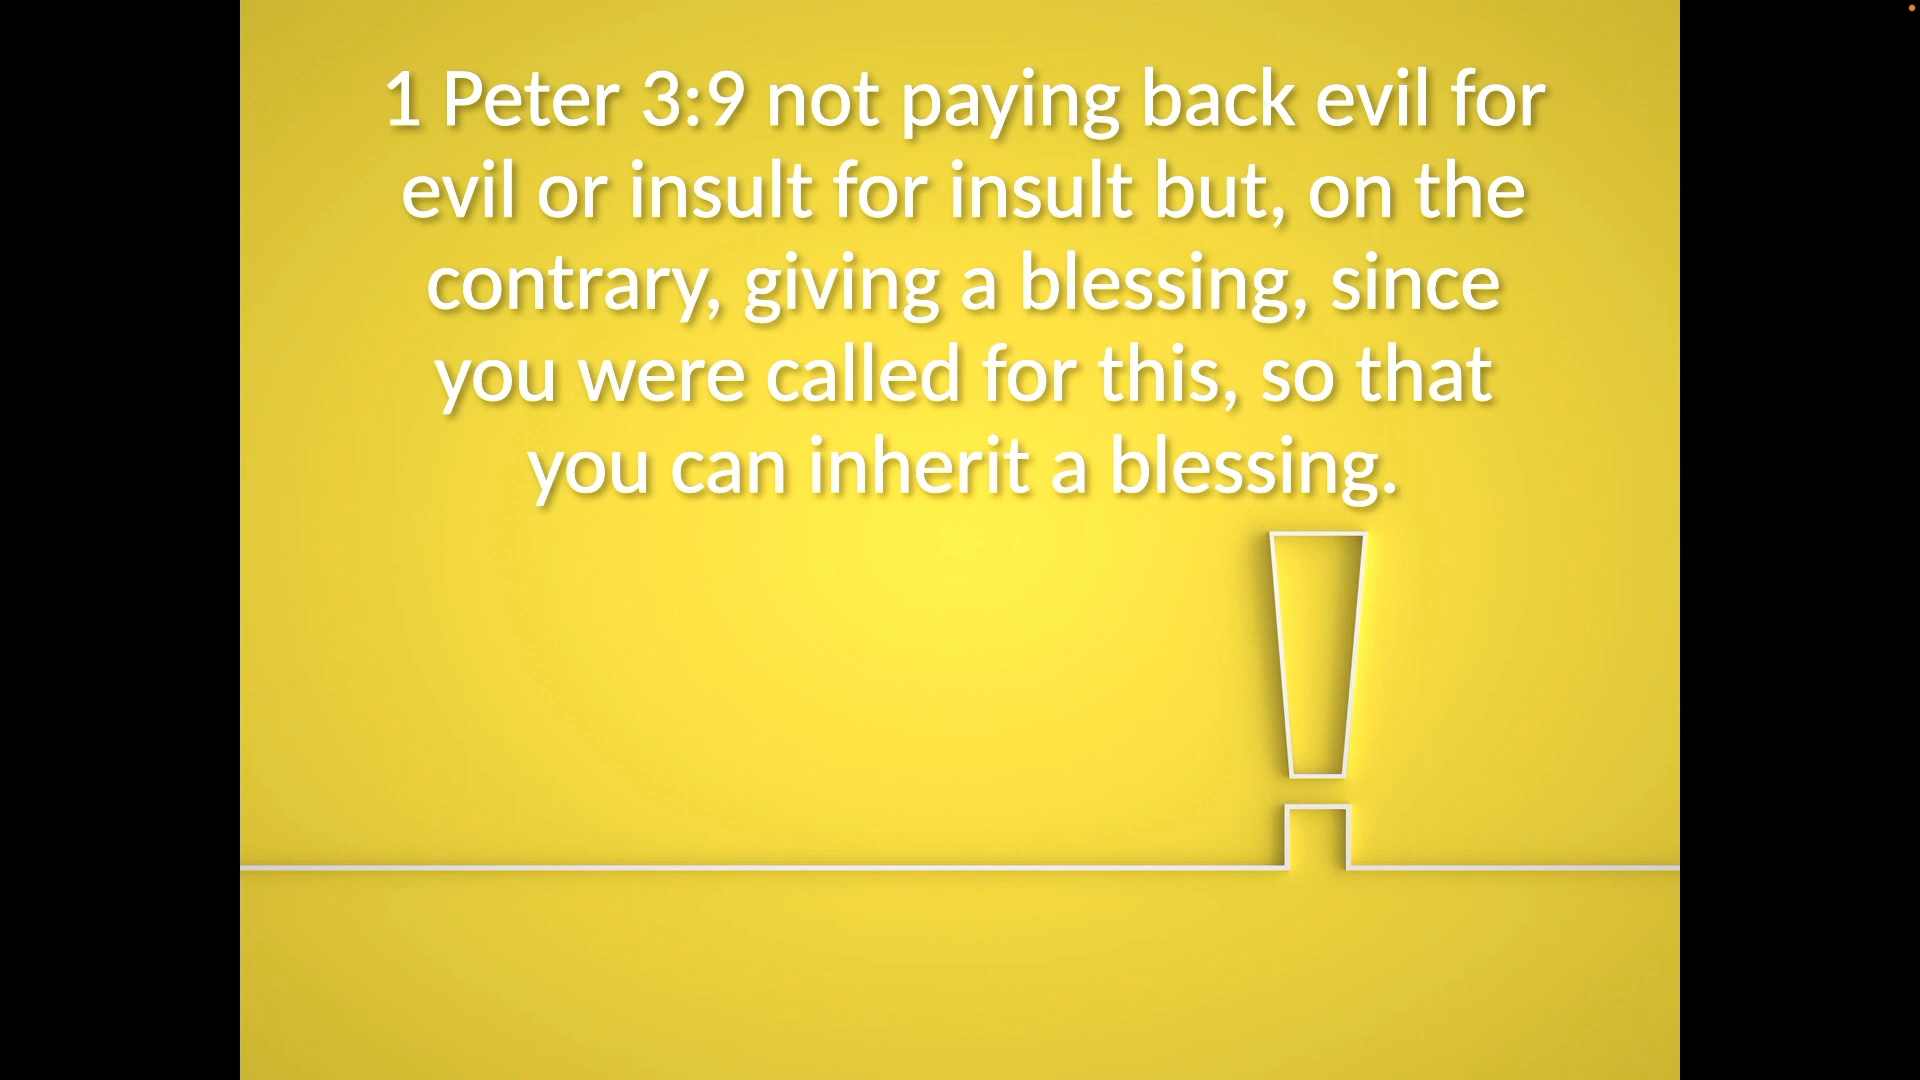 1 Peter 3:9 not paying back evil for
evil or insult for insult but, on the
contrary, giving a blessing, since
you were called for this, so that
you can inherit a blessing.
!